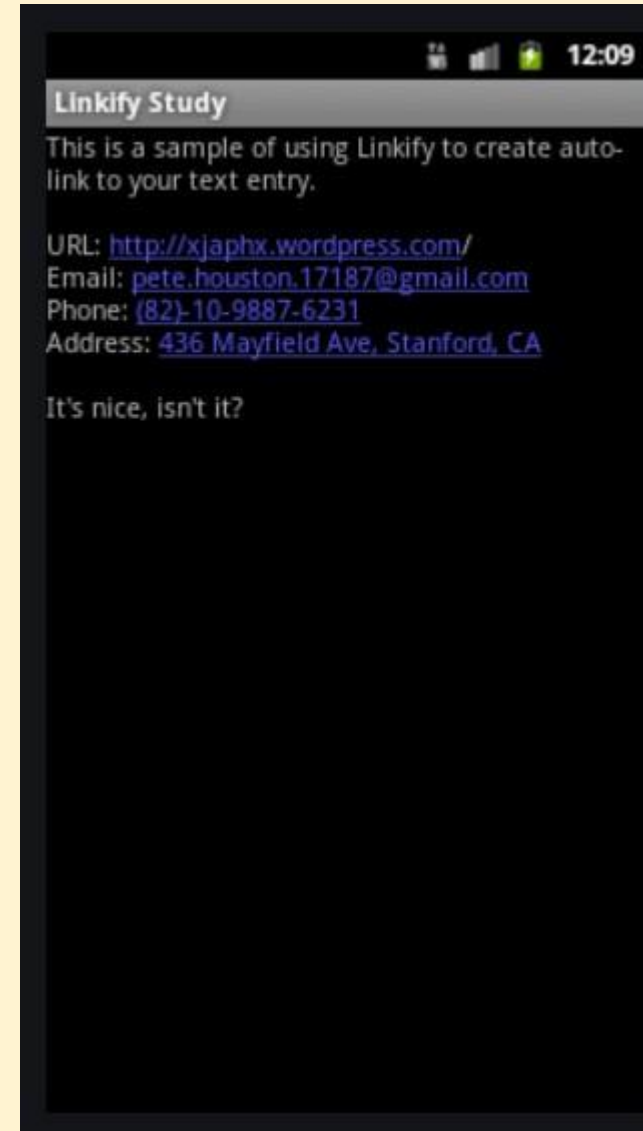 12:09
Linkify Study
This is a sample of using Linkify to create auto-
link to your text entry.
URL: http://xjaphx.wordpress.com/
Email: pete.houston.17187@gmail.com
Phone: (82)-10-9887-6231
Address: 436 Mayfield Ave, Stanford, CA
It's nice, isn't it?